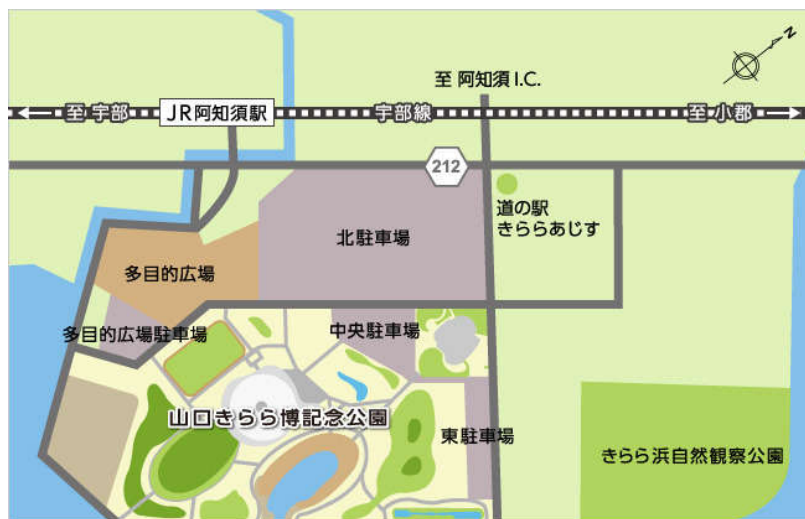 N
至 阿知須 I.C.
至 宇部
JR阿知須駅
宇部線
至 小郡
212
道の駅
きららあじす
北駐車場
多目的広場
多目的広場駐車場
中央駐車場
山口きらら博記念公園
東駐車場
きらら浜自然観察公園